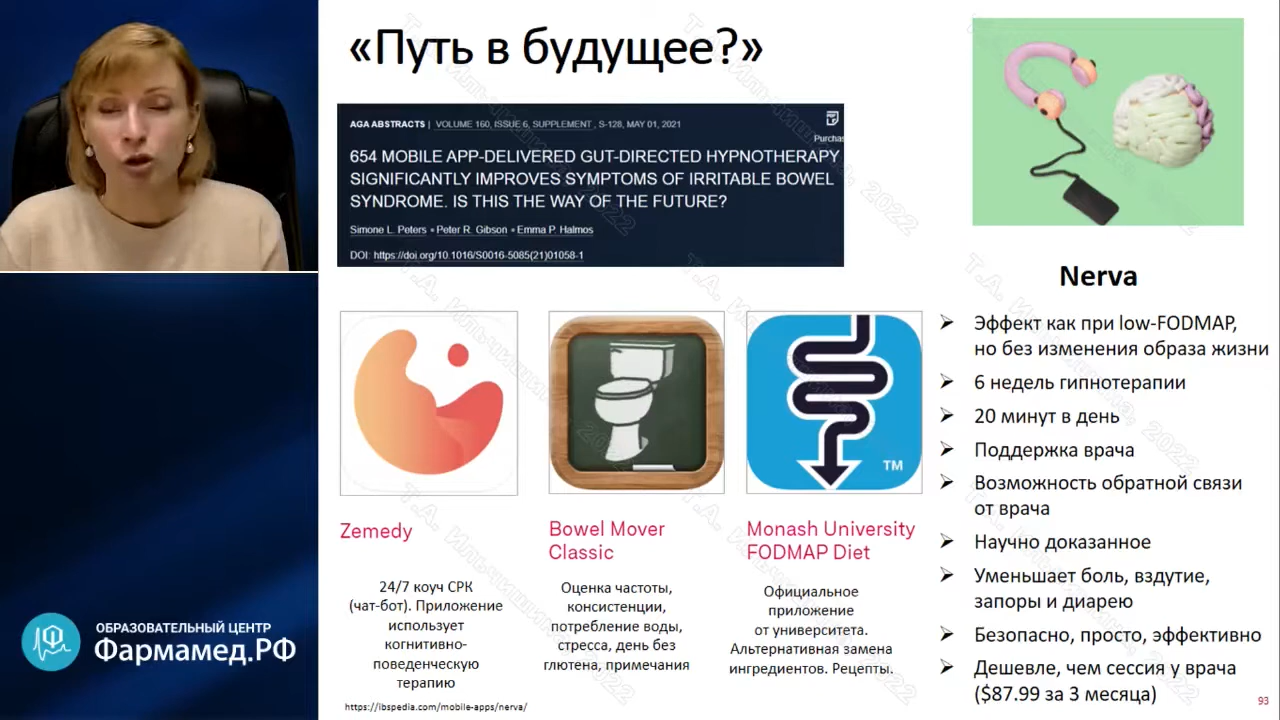 «Путь в будущее?»
AGA ABSTRACTS | VOLUME 160, ISSUE 6, SUPPLEMENT , S-128, MAY 01, 2021
Purchas
654 MOBILE APP-DELIVERED GUT-DIRECTED HYPNOTHERAPY
SIGNIFICANTLY IMPROVES SYMPTOMS OF IRRITABLE BOWEL
SYNDROME. IS THIS THE WAY OF THE FUTURE?
Simone L. Peters • Peter R. Gibson • Emma P. Halmos
DOI: https://doi.org/10.1016/S0016-5085(21)01058-1
TM
Zemedy
24/7 коуч СРК
(чат-бот). Приложение
использует
когнитивно-
поведенческую
терапию
Bowel Mover
Classic
Оценка частоты,
консистенции,
потребление воды,
стресса, день без
глютена, примечания
Monash University
FODMAP Diet
Официальное
приложение
от университета.
Альтернативная замена
ингредиентов. Рецепты.
Nerva
Эффект как при low-FODMAP,
но без изменения образа жизни
6 недель гипнотерапии
20 минут в день
Поддержка врача
Возможность обратной связи
от врача
Научно доказанное
Уменьшает боль, вздутие,
запоры и диарею
Безопасно, просто, эффективно
Дешевле, чем сессия у врача
($87.99 за 3 месяца)
https://ibspedia.com/mobile-apps/nerva/
93
ОБРАЗОВАТЕЛЬНЫЙ ЦЕНТР
Фармамед.РФ
Т.А. Ильчишина, 2022